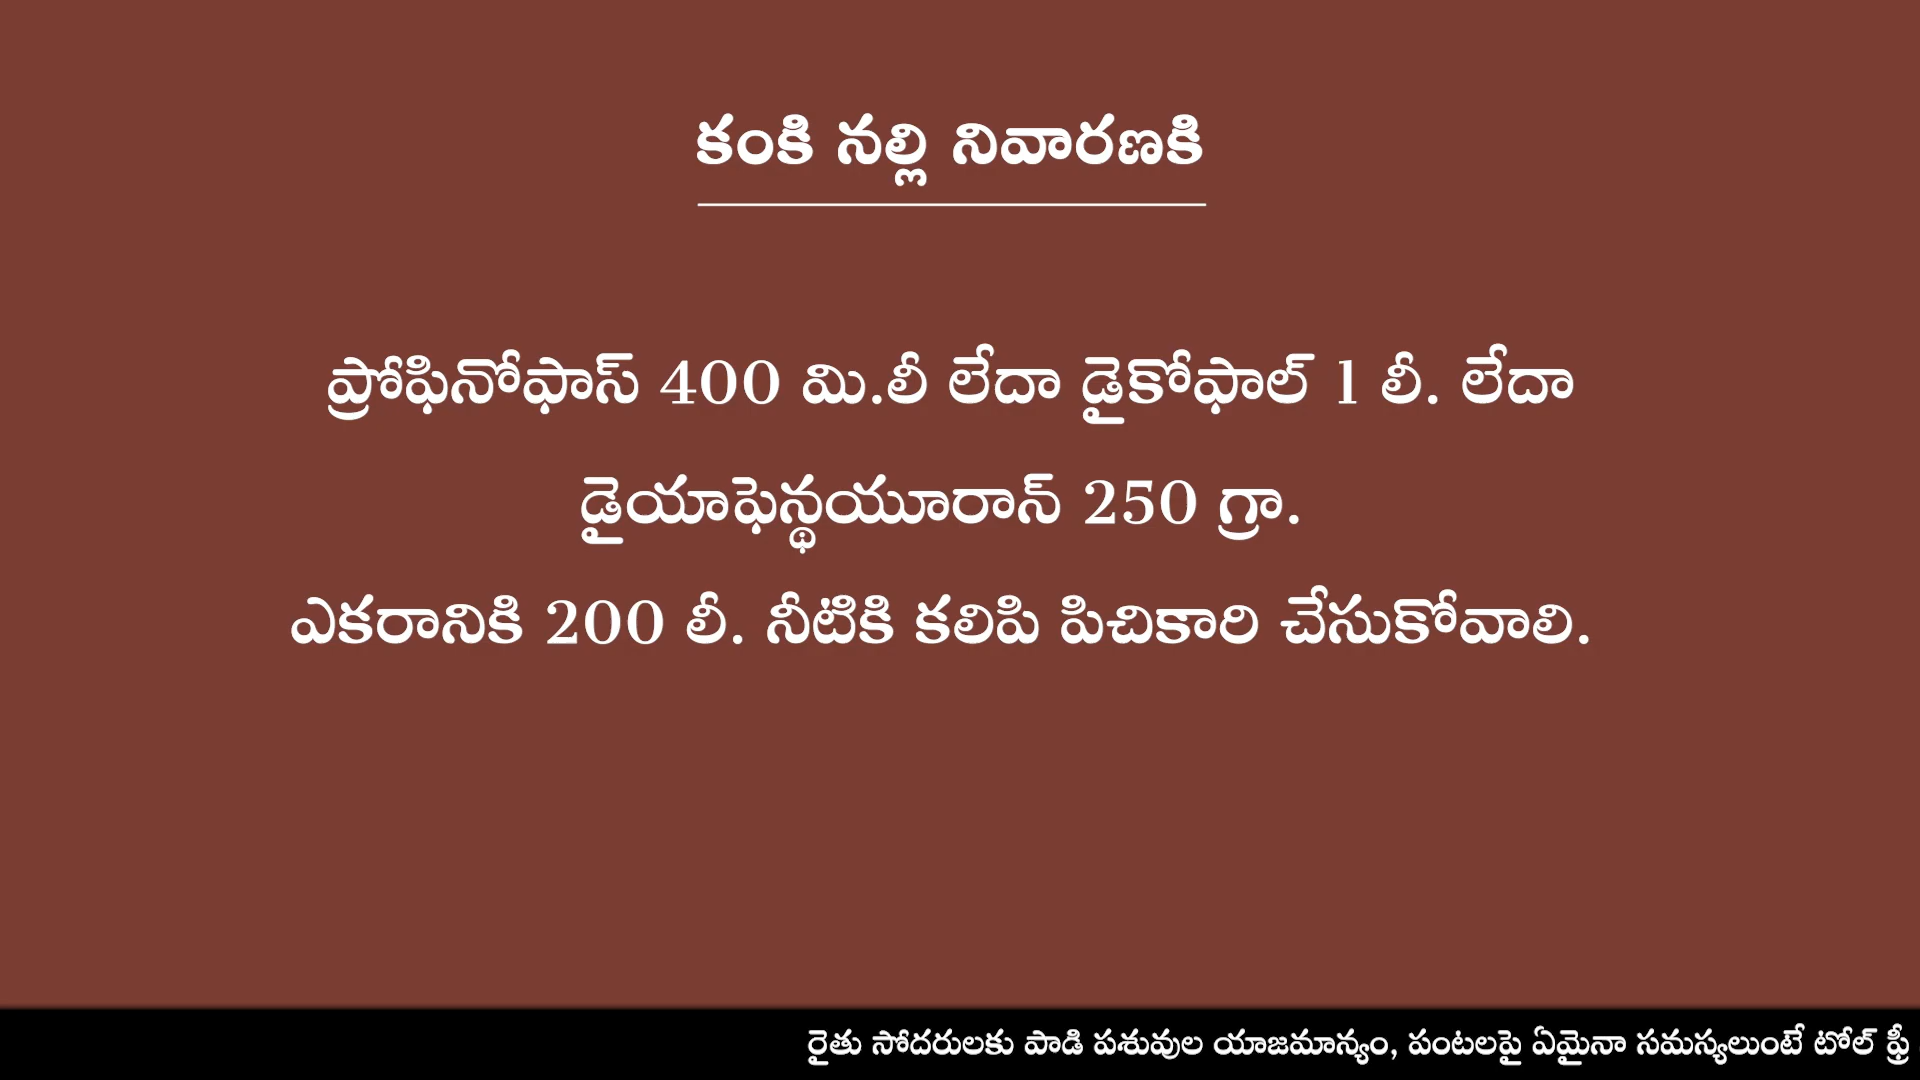 కంకి నల్లి నివారణకి
ప్రోఫినోఫాస్ 400 మి.లీ లేదా డైకోఫాల్ 1 లీ. లేదా
డైయాఫెన్థయూరాన్ 250 గ్రా.
ఎకరానికి 200 లీ. నీటికి కలిపి పిచికారి చేసుకోవాలి.
రైతు సోదరులకు పాడి పశువుల యాజమాన్యం, పంటలపై ఏమైనా సమస్యలుంటే టోల్ ఫ్రీ